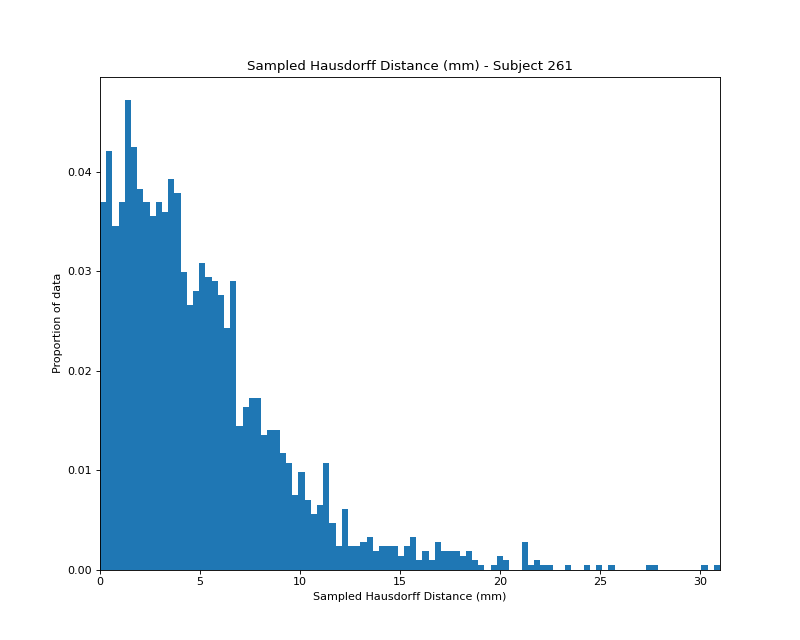 Sampled Hausdorff Distance (mm) - Subject 261
Proportion of data
0.04
0.03
0.02
0.01
0.00
0 5 10 15 20 25 30
Sampled Hausdorff Distance (mm)